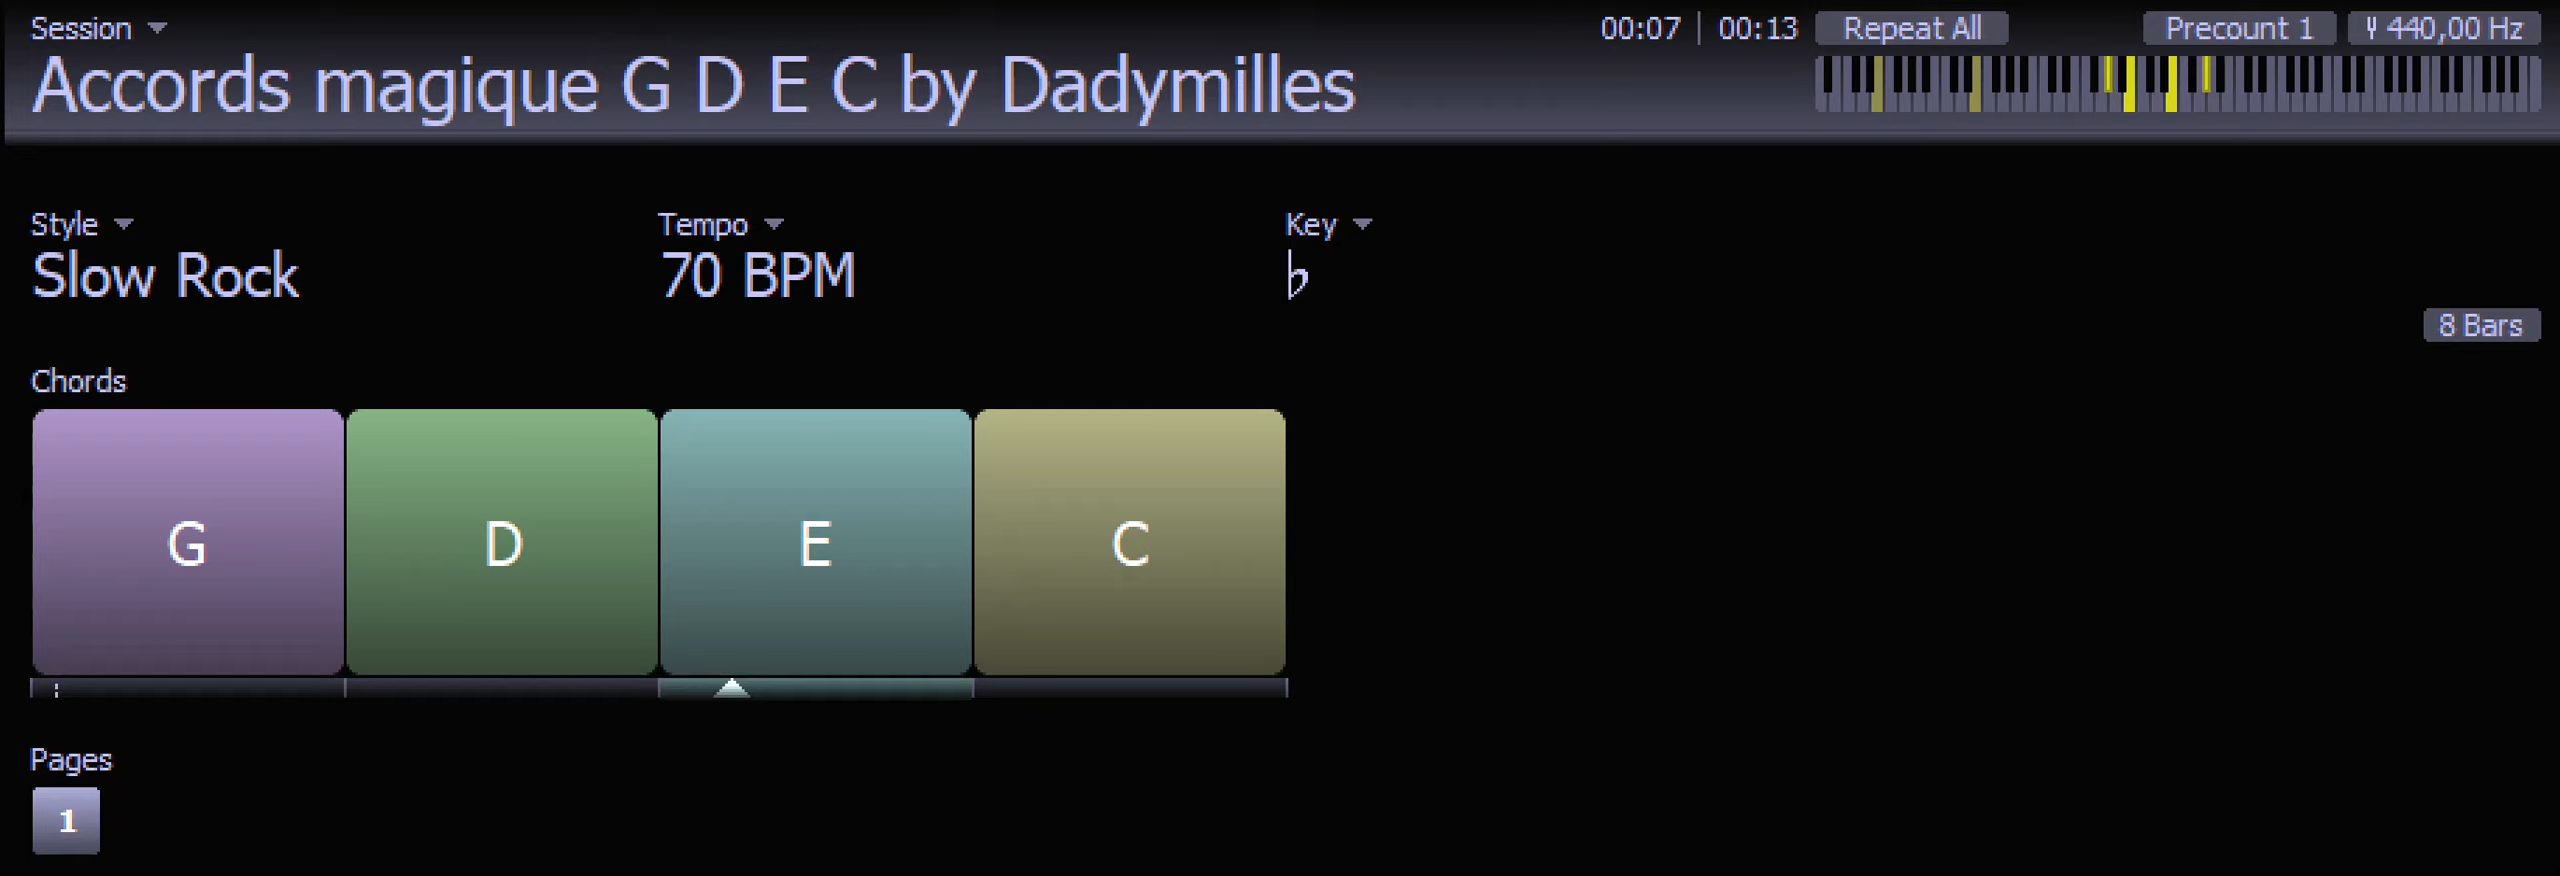 Session
00:07 | 00:13 Repeat All Precount 1 440,00 Hz
Accords magique G D E C by Dadymilles
Style Tempo Key
Slow Rock 70 BPM ♭
8 Bars
Chords
G D E C
Pages
1